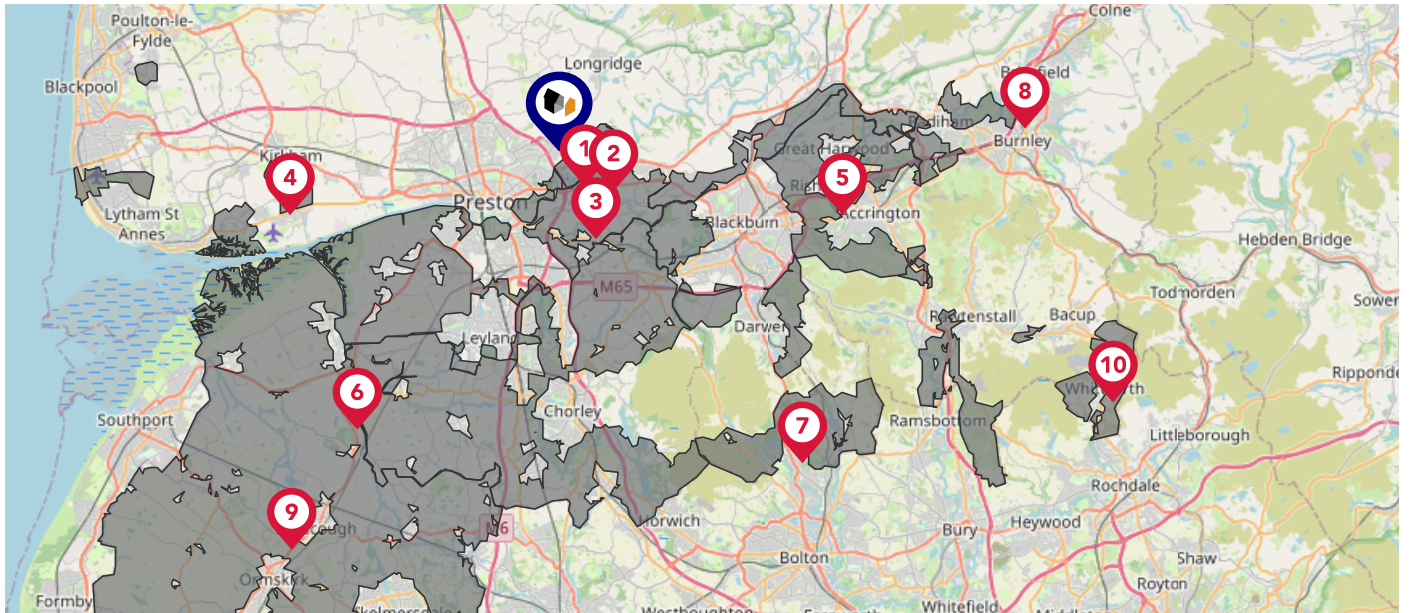 Colne
Poulton-le-
Fylde
Longridge
Blackpool
8
1
2
Great Harwood
Burnley
Kirkham
4
5
3
Preston
Lytham St
Annes
Blackburn
Accrington
Hebden Bridge
M65
Todmorden
Sower
Bacup
Darwen
Leyland
10
Ripponde
6
Chorley
Southport
7
Ramsbottom
Littleborough
Rochdale
9
Horwich
Heywood
Bury
Bolton
Shaw
Ormskirk
Royton
Formby
Skelmersdale
Westhoughton
Whitefield